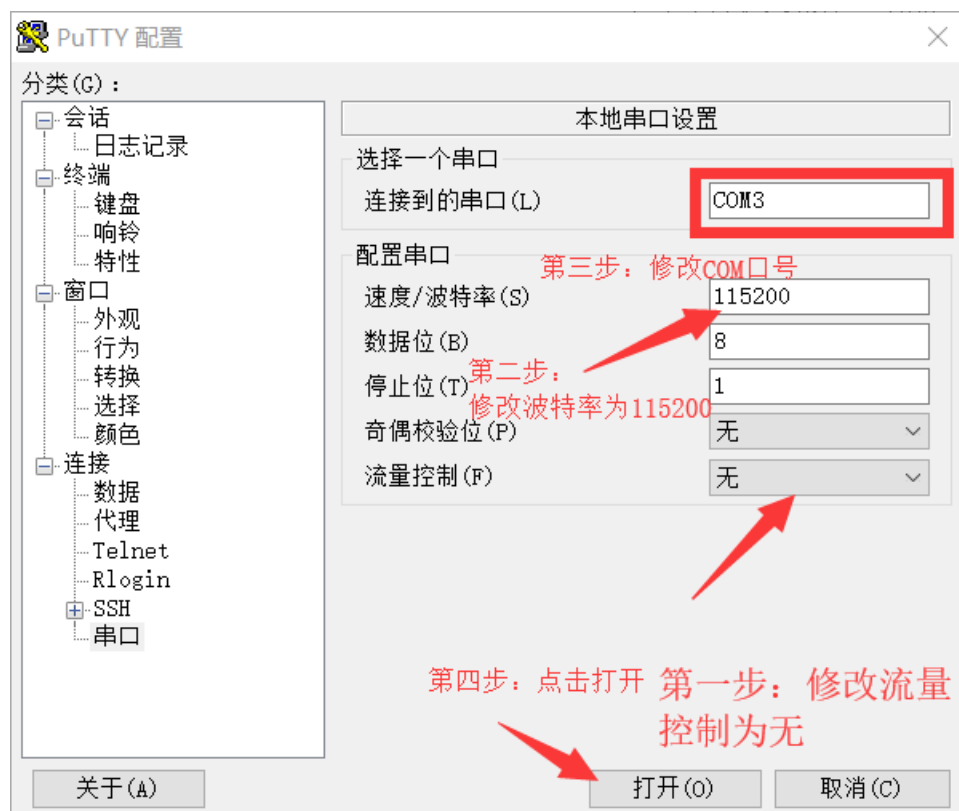 PuTTY 配置
分类(G)：
会话
日志记录
终端
键盘
响铃
特性
窗口
外观
行为
转换
选择
颜色
连接
数据
代理
Telnet
Rlogin
SSH
串口
本地串口设置
选择一个串口
连接到的串口(L)
COM3
配置串口
第三步：修改COM口号
速度/波特率(S)
115200
数据位(B)
8
第二步：
修改波特率为115200
停止位(T)
1
奇偶校验位(P)
无
流量控制(F)
无
第四步：点击打开
第一步：修改流量
控制为无
关于(A)
打开(O)
取消(C)